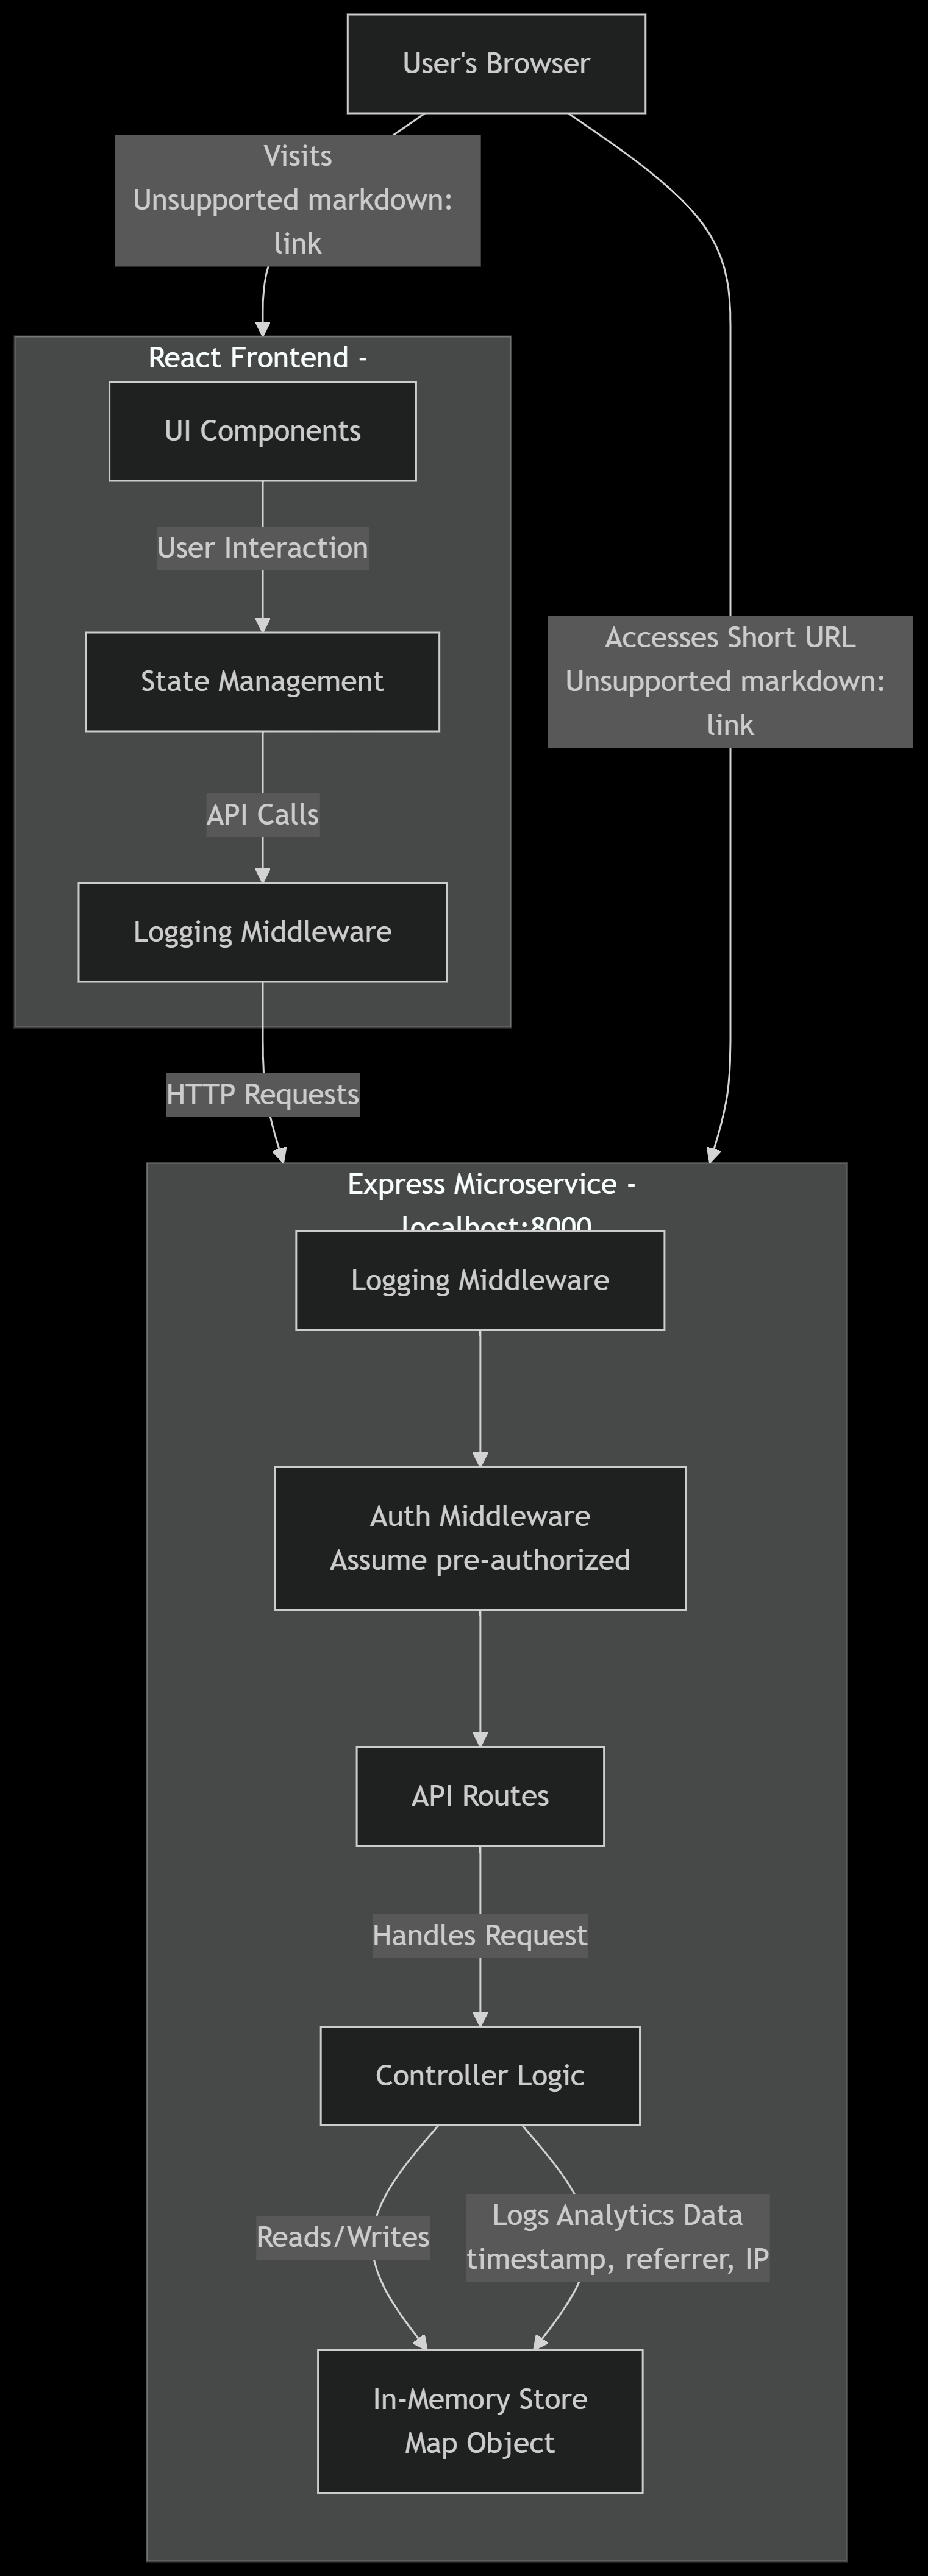 User's Browser
Visits
Unsupported markdown:
link
React Frontend -
UI Components
User Interaction
State Management
Accesses Short URL
Unsupported markdown:
link
API Calls
Logging Middleware
HTTP Requests
Express Microservice -
localhost:8000
Logging Middleware
Auth Middleware
Assume pre-authorized
API Routes
Handles Request
Controller Logic
Reads/Writes
Logs Analytics Data
timestamp, referrer, IP
In-Memory Store
Map Object